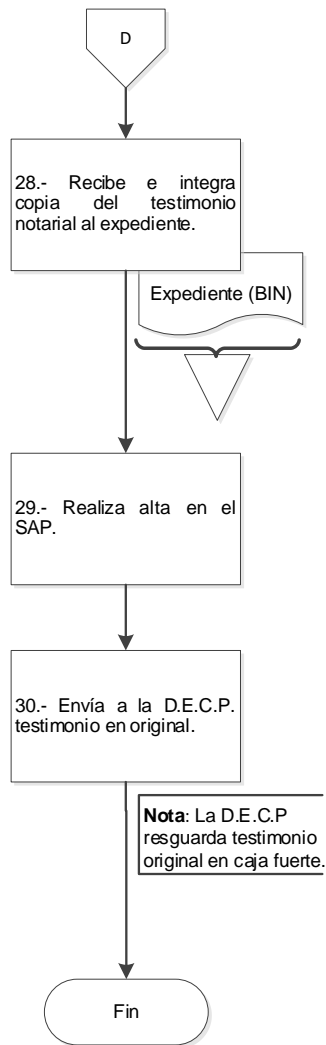 D
28.- Recibe e integra
copia del testimonio
notarial al expediente.
Expediente (BIN)
29.- Realiza alta en el
SAP.
30.- Envía a la D.E.C.P.
testimonio en original.
Nota: La D.E.C.P
resguarda testimonio
original en caja fuerte.
Fin